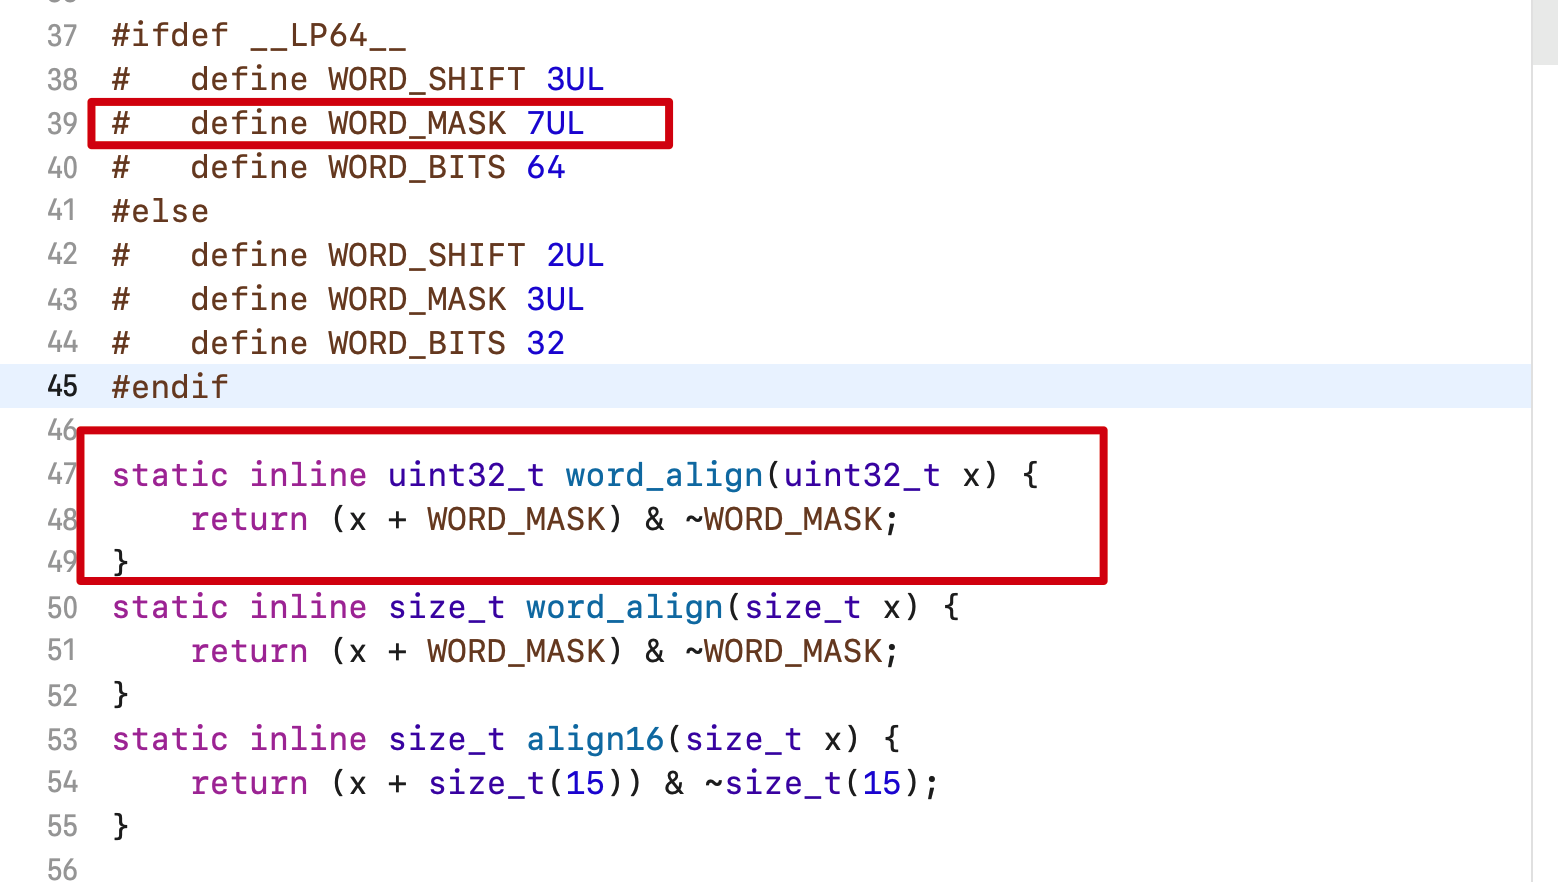 37 #ifdef __LP64__
38 #   define WORD_SHIFT 3UL
39 #   define WORD_MASK 7UL
40 #   define WORD_BITS 64
41 #else
42 #   define WORD_SHIFT 2UL
43 #   define WORD_MASK 3UL
44 #   define WORD_BITS 32
45 #endif
46
47 static inline uint32_t word_align(uint32_t x) {
48     return (x + WORD_MASK) & ~WORD_MASK;
49 }
50 static inline size_t word_align(size_t x) {
51     return (x + WORD_MASK) & ~WORD_MASK;
52 }
53 static inline size_t align16(size_t x) {
54     return (x + size_t(15)) & ~size_t(15);
55 }
56